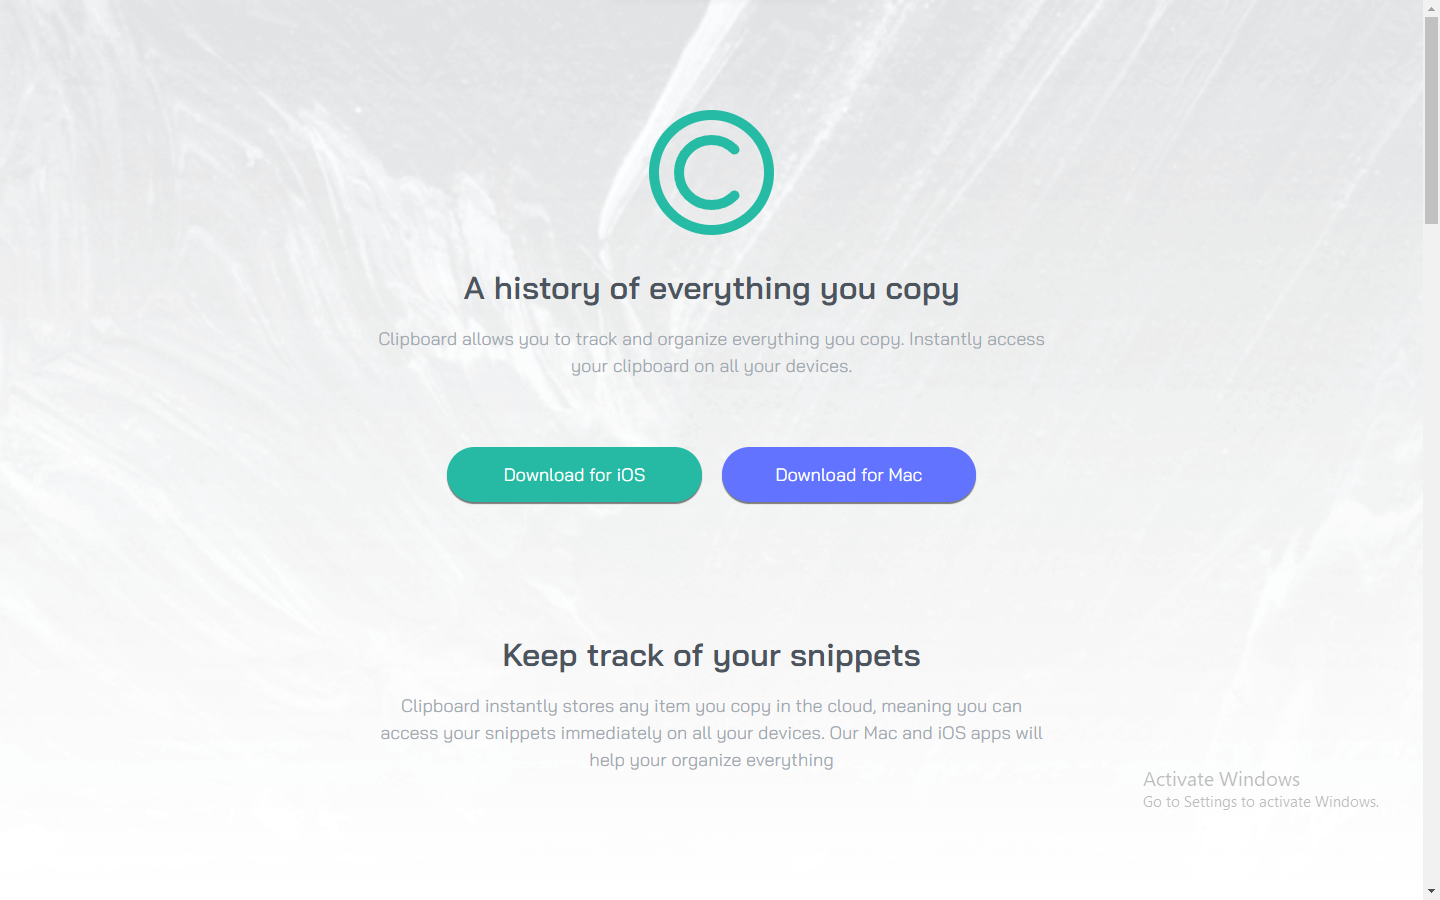 A history of everything you copy
Clipboard allows you to track and organize everything you copy. Instantly access
your clipboard on all your devices.
Download for iOS
Download for Mac
Keep track of your snippets
Clipboard instantly stores any item you copy in the cloud, meaning you can
access your snippets immediately on all your devices. Our Mac and iOS apps will
help your organize everything
Activate Windows
Go to Settings to activate Windows.